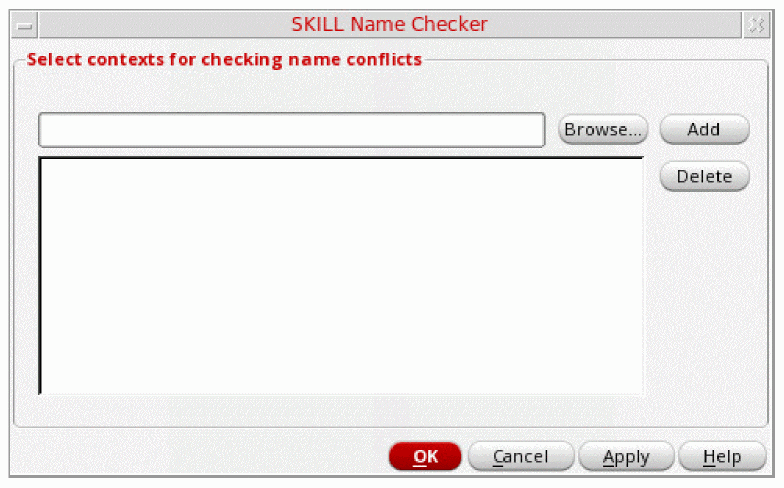 SKILL Name Checker
Select contexts for checking name conflicts
Browse... Add
Delete
OK Cancel Apply Help